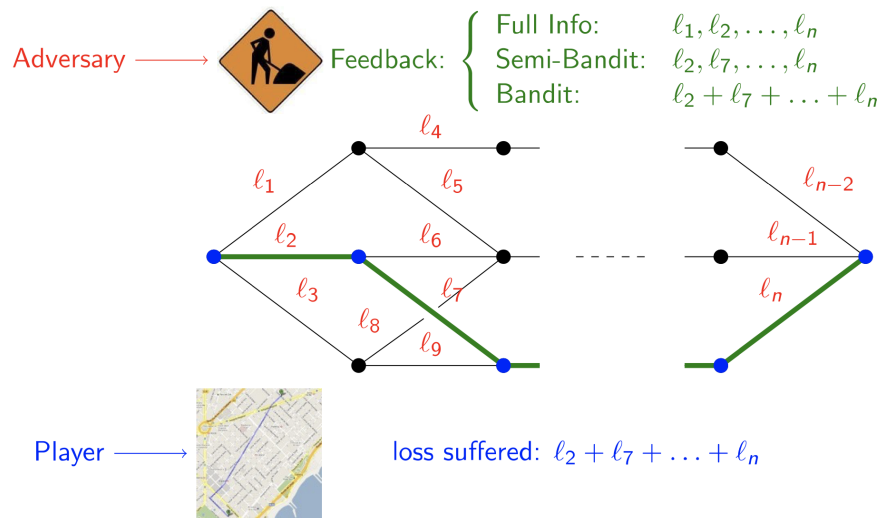 Adversary
Feedback:
Full Info: ℓ₁, ℓ₂, …, ℓₙ
Semi-Bandit: ℓ₂, ℓ₇, …, ℓₙ
Bandit: ℓ₂ + ℓ₇ + … + ℓₙ
ℓ₄
ℓ₁
ℓ₅
ℓₙ₋₂
ℓ₂
ℓ₆
ℓₙ₋₁
ℓ₃
ℓ₇
ℓₙ
ℓ₈
ℓ₉
Player
loss suffered: ℓ₂ + ℓ₇ + … + ℓₙ